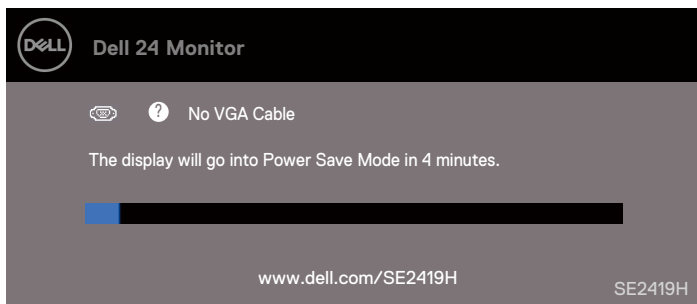 DELL
Dell 24 Monitor
? No VGA Cable
The display will go into Power Save Mode in 4 minutes.
www.dell.com/SE2419H
SE2419H